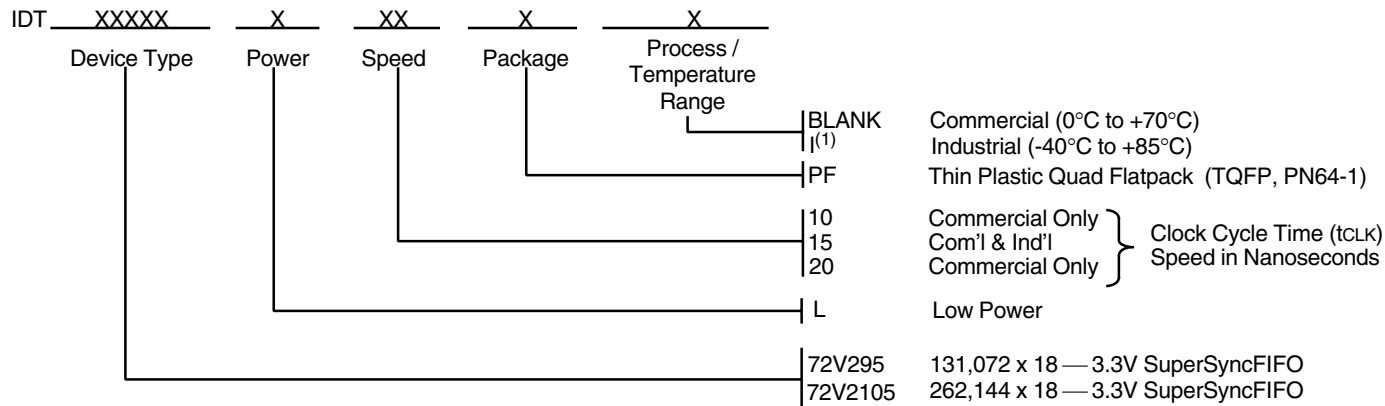 IDT XXXXX X XX X X
Device Type Power Speed Package Process / Temperature Range
BLANK Commercial (0°C to +70°C)
I(1) Industrial (-40°C to +85°C)
PF Thin Plastic Quad Flatpack (TQFP, PN64-1)
10 Commercial Only
15 Com'l & Ind'l
20 Commercial Only
Clock Cycle Time (tCLK)
Speed in Nanoseconds
L Low Power
72V295 131,072 x 18 — 3.3V SuperSyncFIFO
72V2105 262,144 x 18 — 3.3V SuperSyncFIFO